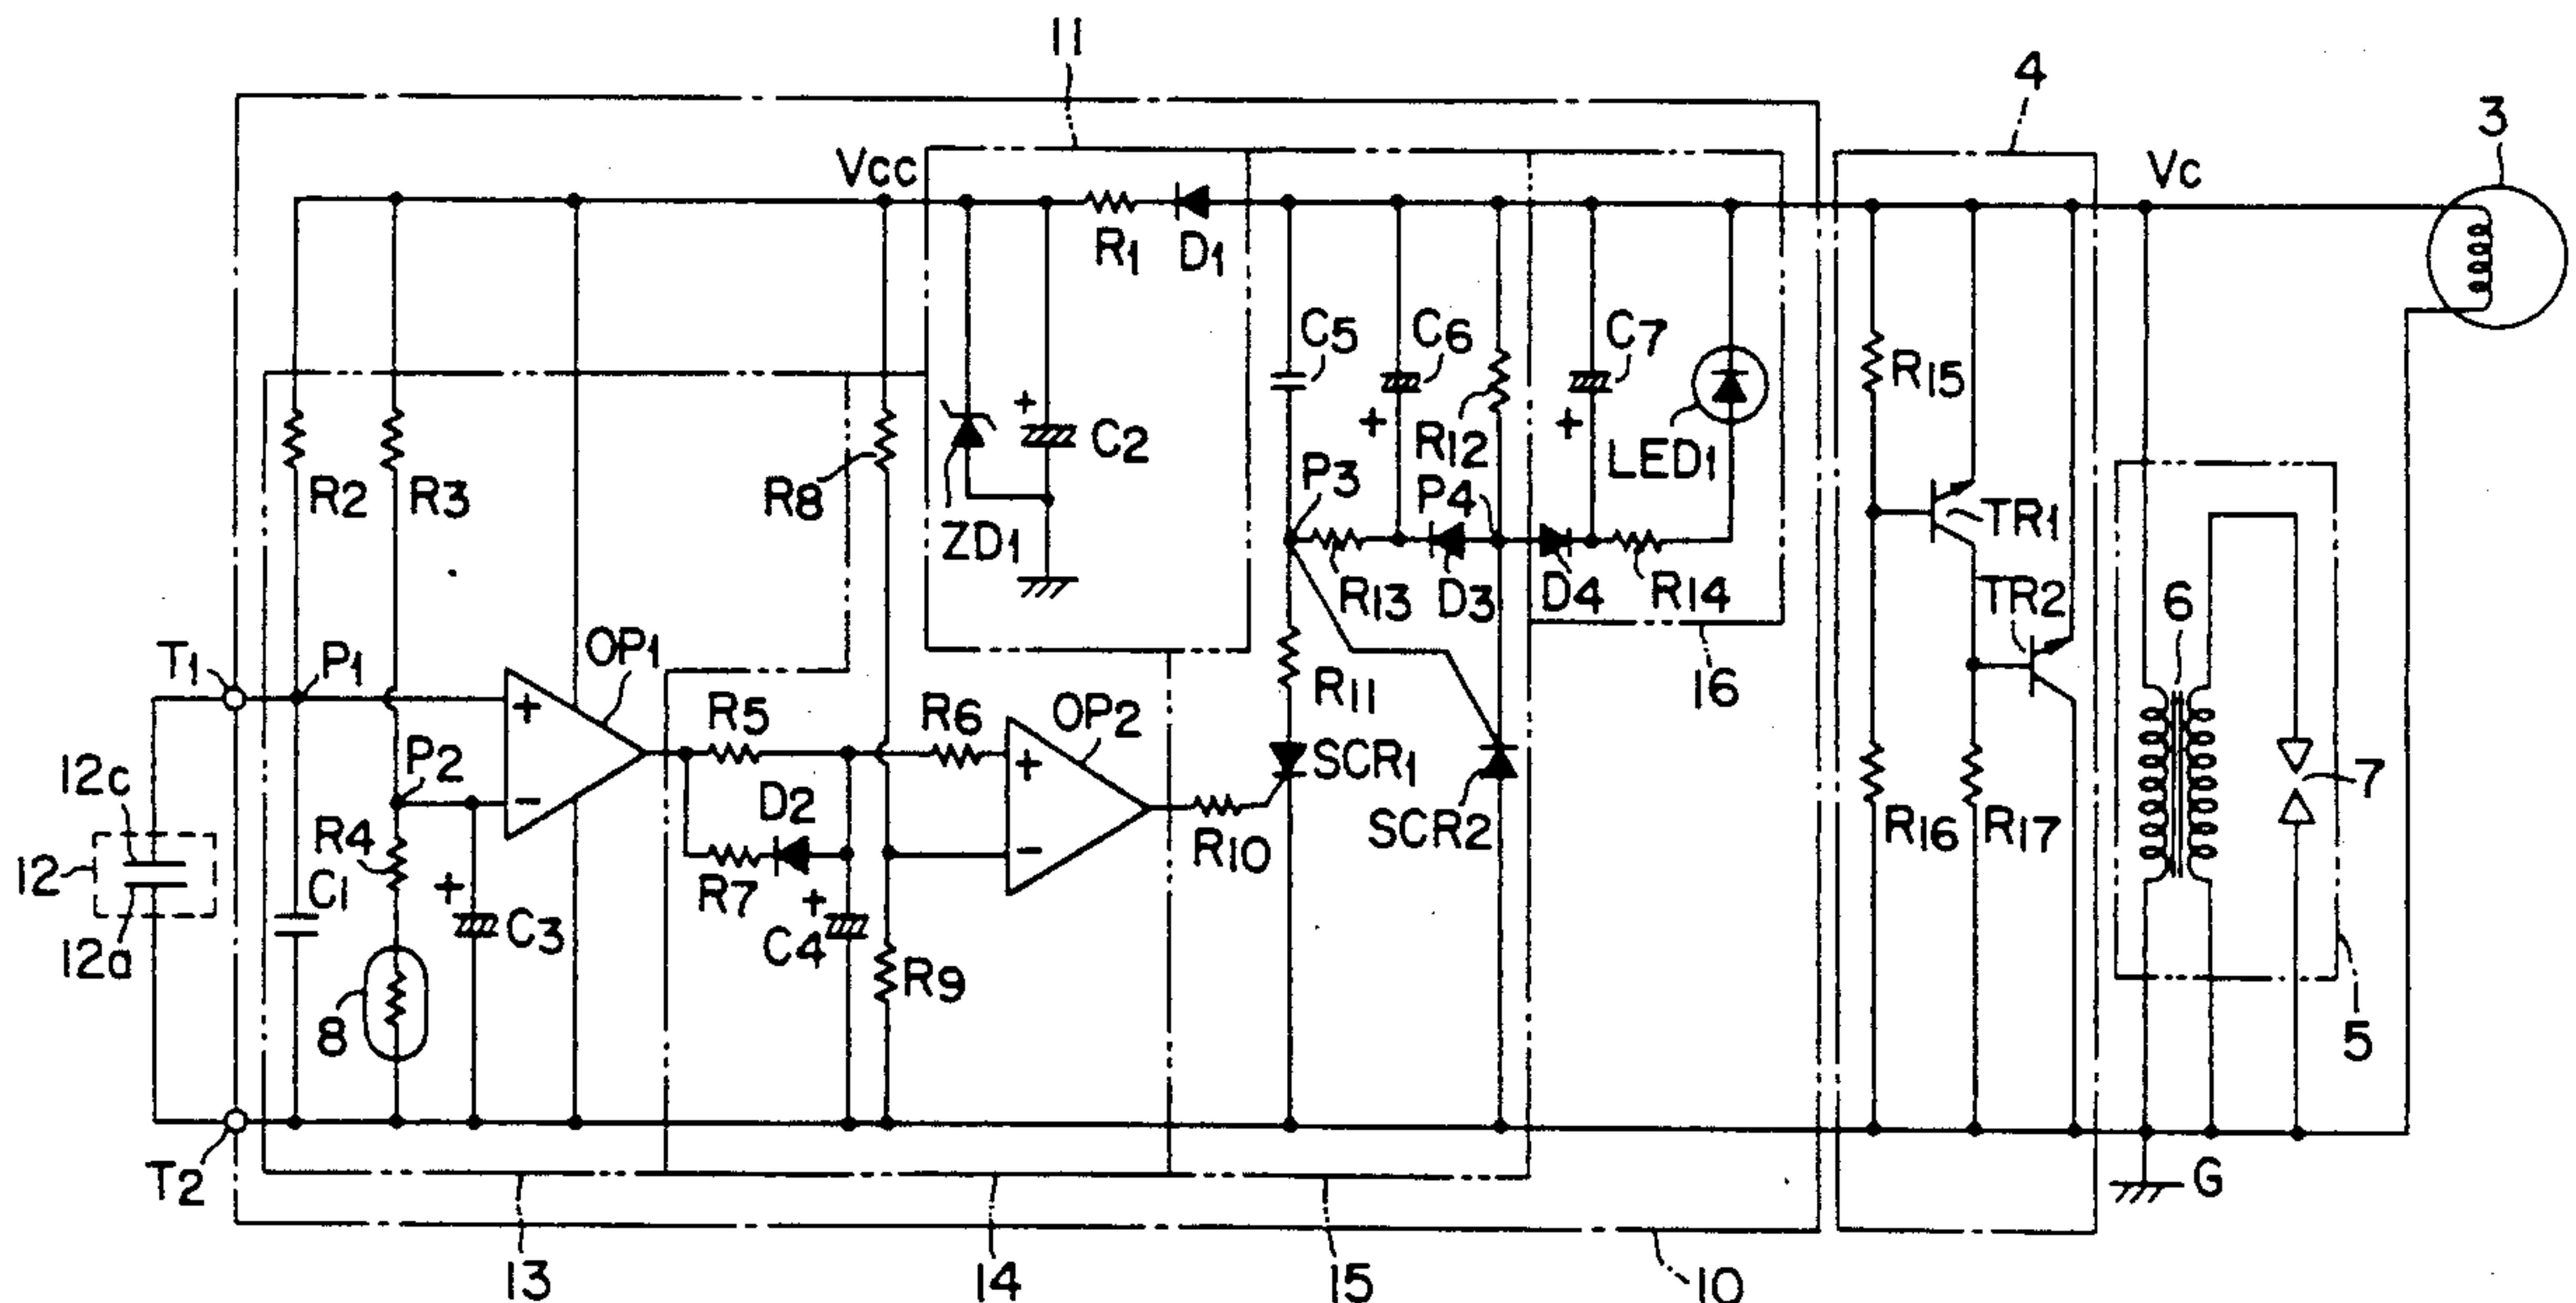 11
4
3
Vcc
Vc
R1
D1
C5
C6
C7
R15
R12
LED1
R2
R3
R8
C2
P3
P4
ZD1
TR1
R13
D3
D4
R14
TR2
6
T1
P1
OP1
R11
16
R5
R6
OP2
12c
P2
D2
SCR1
7
12
R4
C1
R7
R10
SCR2
R16
R17
12a
C3
C4
R9
8
5
T2
G
13
14
15
10
+
−
+
−
+
+
+
+
+